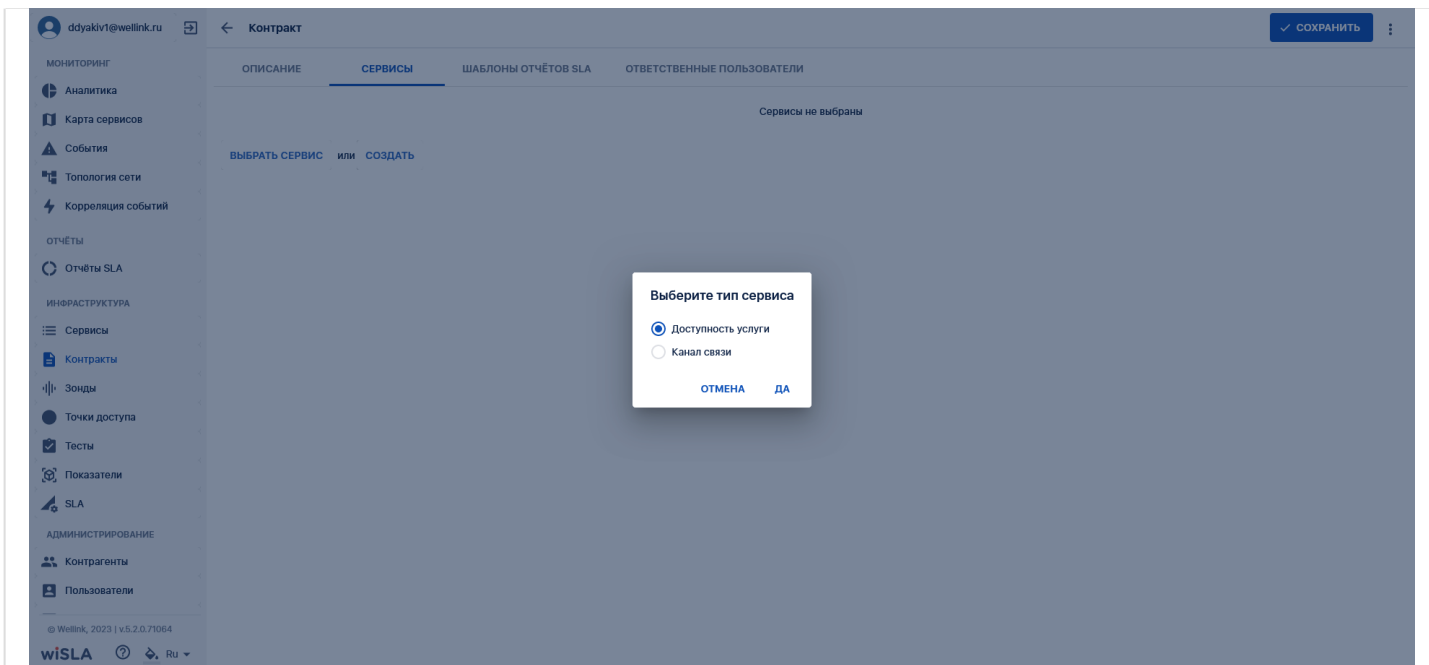 ddyakiv1@wellink.ru
Контракт
СОХРАНИТЬ
МОНИТОРИНГ
Аналитика
Карта сервисов
События
Топология сети
Корреляция событий
ОТЧЁТЫ
Отчёты SLA
ИНФРАСТРУКТУРА
Сервисы
Контракты
Зонды
Точки доступа
Тесты
Показатели
SLA
АДМИНИСТРИРОВАНИЕ
Контрагенты
Пользователи
© Wellink, 2023 | v.5.2.0.71064
wiSLA Ru
ОПИСАНИЕ СЕРВИСЫ ШАБЛОНЫ ОТЧЁТОВ SLA ОТВЕТСТВЕННЫЕ ПОЛЬЗОВАТЕЛИ
Сервисы не выбраны
ВЫБРАТЬ СЕРВИС или СОЗДАТЬ
Выберите тип сервиса
Доступность услуги
Канал связи
ОТМЕНА ДА